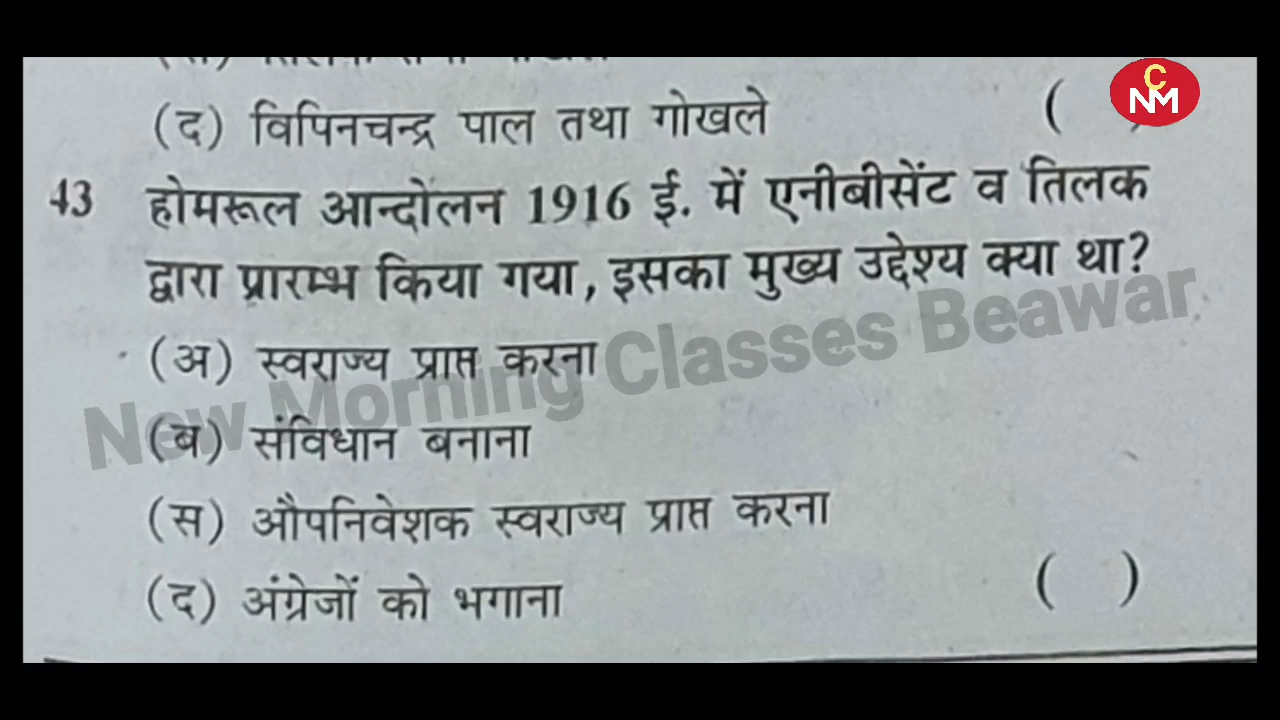 C
NM
(द) विपिनचन्द्र पाल तथा गोखले (
43 होमरूल आन्दोलन 1916 ई. में एनीबीसेंट व तिलक
द्वारा प्रारम्भ किया गया, इसका मुख्य उद्देश्य क्या था?
(अ) स्वराज्य प्राप्त करना
New Morning Classes Beawar
(ब) संविधान बनाना
(स) औपनिवेशक स्वराज्य प्राप्त करना
(द) अंग्रेजों को भगाना ( )